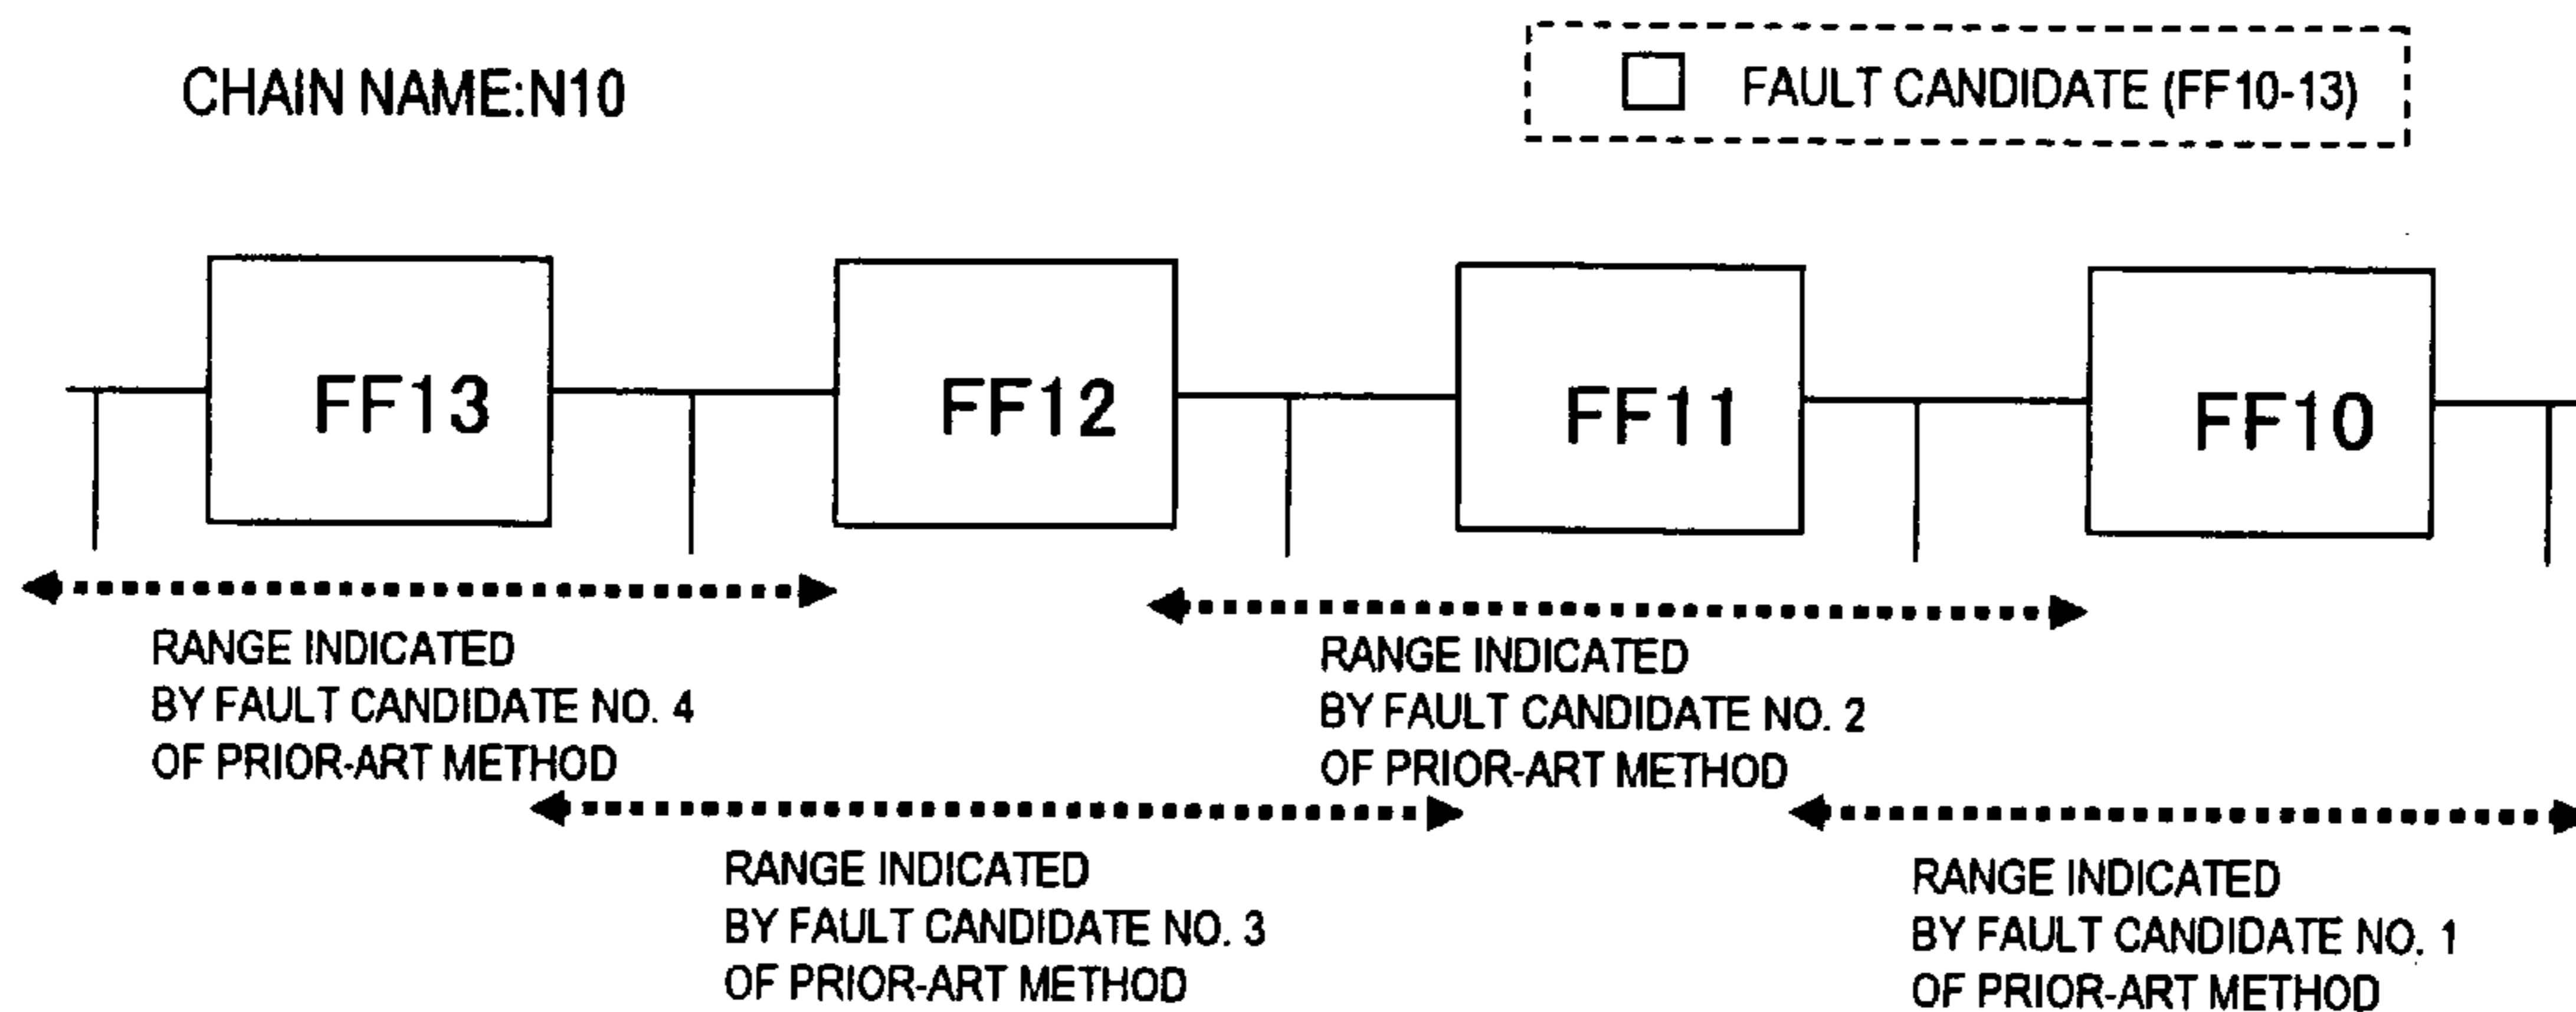 CHAIN NAME:N10
FAULT CANDIDATE (FF10-13)
FF13
FF12
FF11
FF10
RANGE INDICATED
BY FAULT CANDIDATE NO. 4
OF PRIOR-ART METHOD
RANGE INDICATED
BY FAULT CANDIDATE NO. 2
OF PRIOR-ART METHOD
RANGE INDICATED
BY FAULT CANDIDATE NO. 3
OF PRIOR-ART METHOD
RANGE INDICATED
BY FAULT CANDIDATE NO. 1
OF PRIOR-ART METHOD